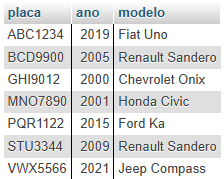 placa ano modelo
ABC1234 2019 Fiat Uno
BCD9900 2005 Renault Sandero
GHI9012 2000 Chevrolet Onix
MNO7890 2001 Honda Civic
PQR1122 2015 Ford Ka
STU3344 2009 Renault Sandero
VWX5566 2021 Jeep Compass